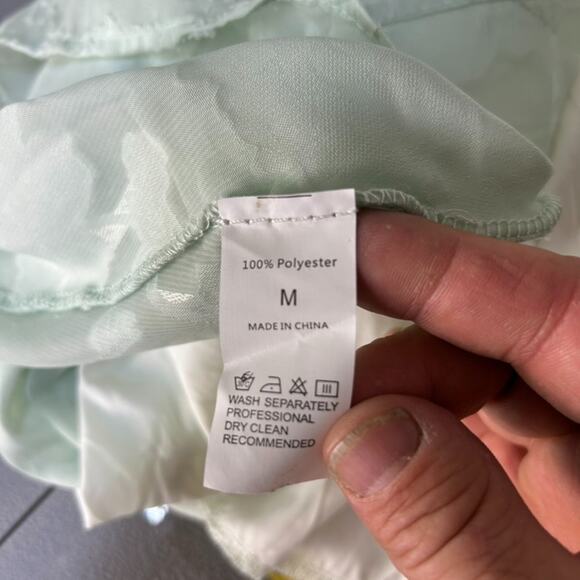 100% Polyester
M
MADE IN CHINA
WASH SEPARATELY
PROFESSIONAL
DRY CLEAN
RECOMMENDED